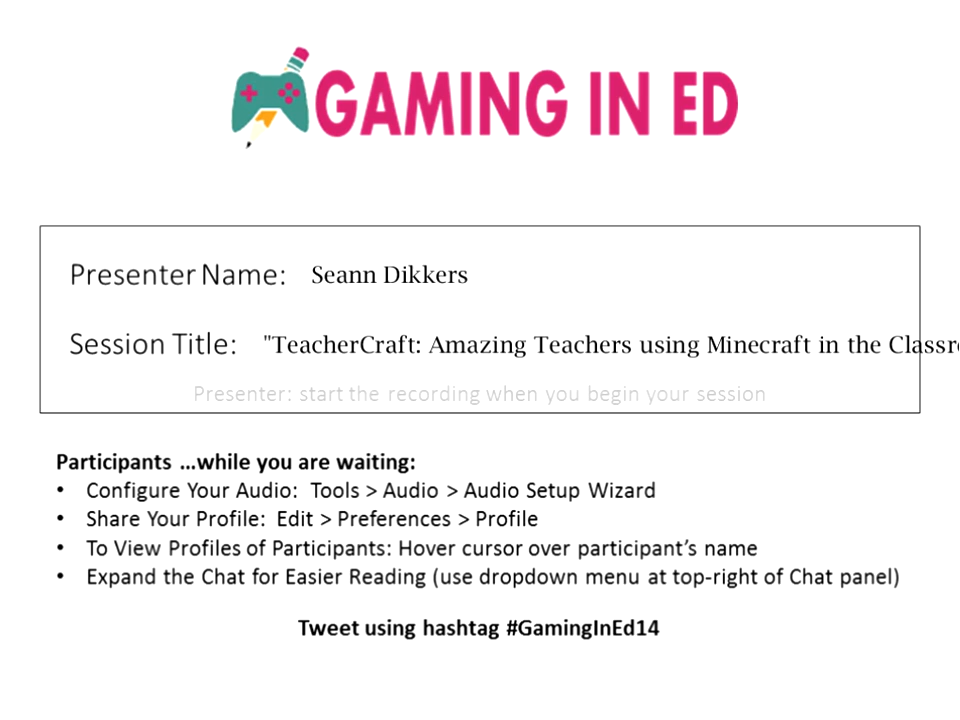 GAMING IN ED
Presenter Name: Seann Dikkers
Session Title: "TeacherCraft: Amazing Teachers using Minecraft in the Classro
Presenter: start the recording when you begin your session
Participants ...while you are waiting:
• Configure Your Audio: Tools > Audio > Audio Setup Wizard
• Share Your Profile: Edit > Preferences > Profile
• To View Profiles of Participants: Hover cursor over participant’s name
• Expand the Chat for Easier Reading (use dropdown menu at top-right of Chat panel)
Tweet using hashtag #GamingInEd14